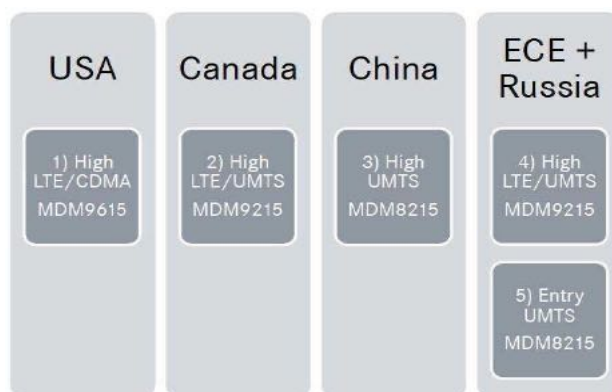 USA
1) High
LTE/CDMA
MDM9615
Canada
2) High
LTE/UMTS
MDM9215
China
3) High
UMTS
MDM8215
ECE +
Russia
4) High
LTE/UMTS
MDM9215
5) Entry
UMTS
MDM8215